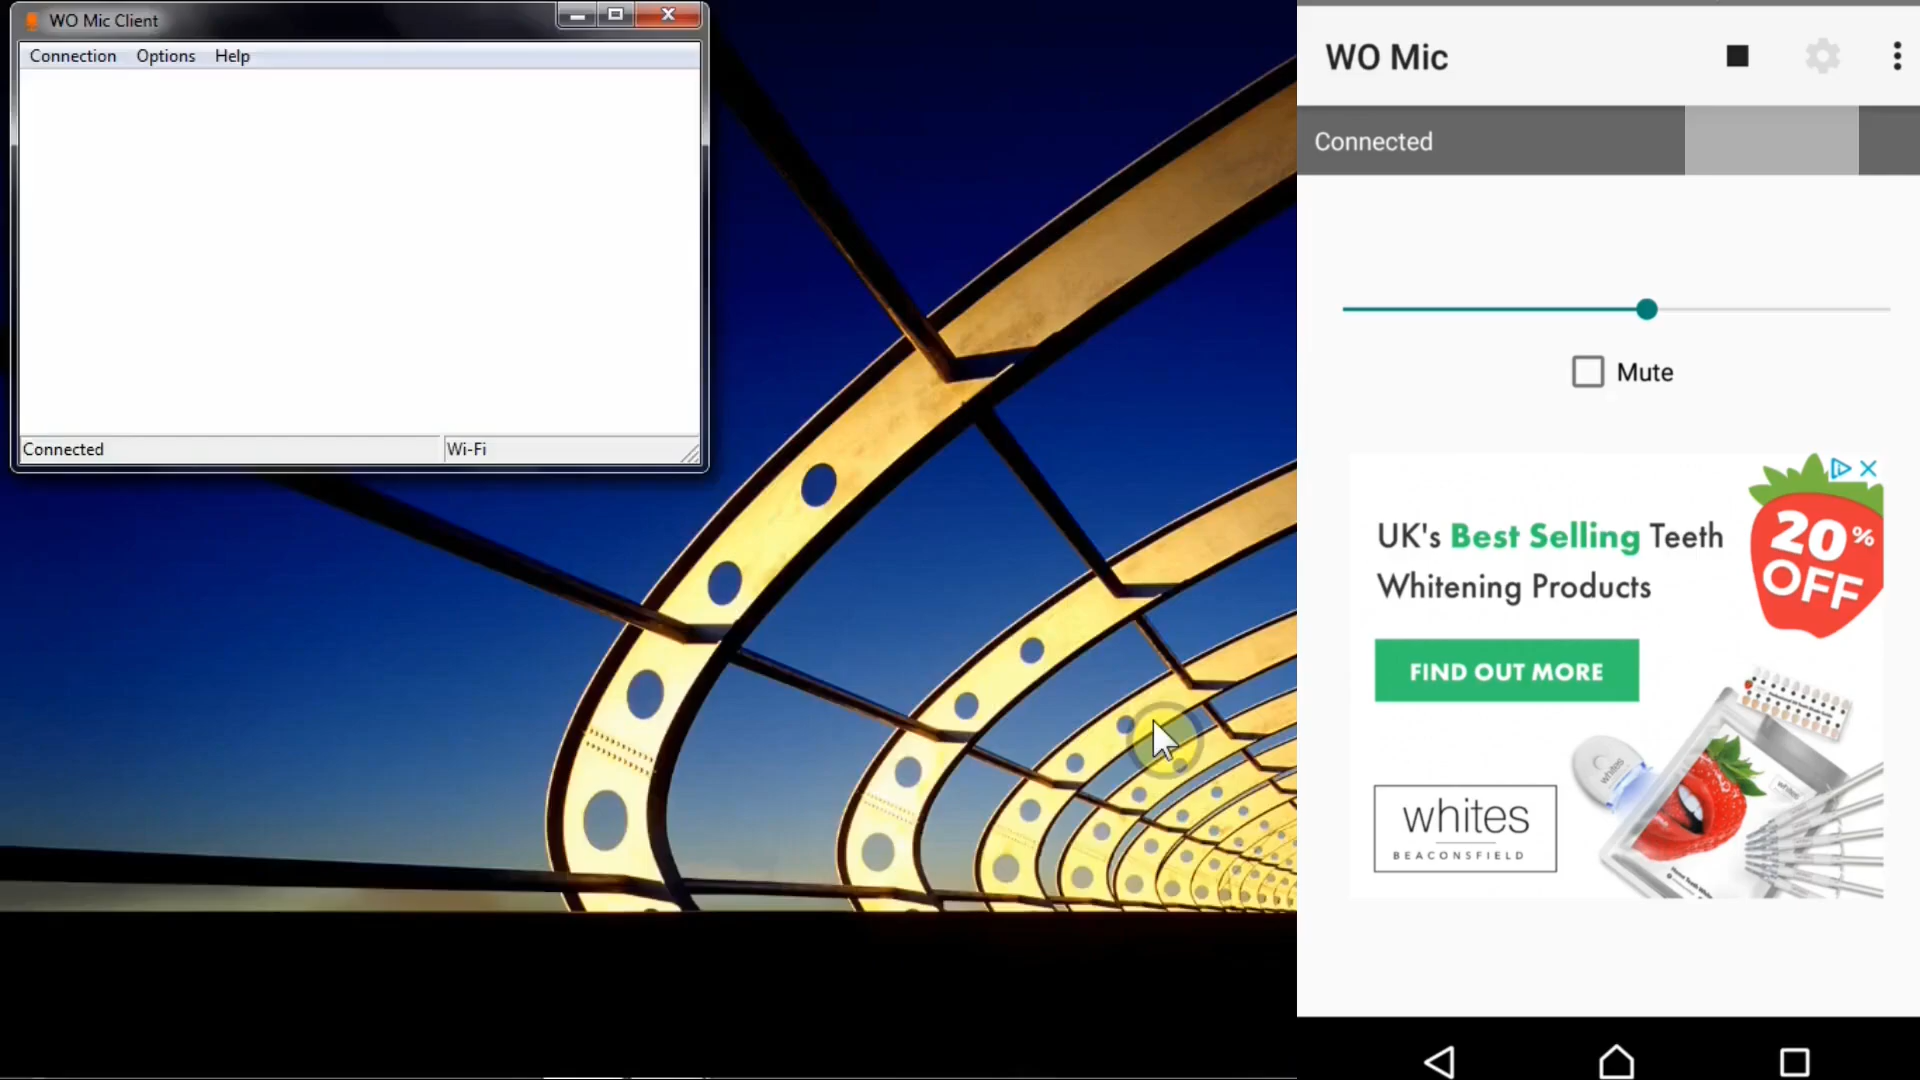 WO Mic Client
Connection Options Help
Connected Wi-Fi
WO Mic
Connected
Mute
UK's Best Selling Teeth
Whitening Products
20%
OFF
FIND OUT MORE
whites
BEACONSFIELD
whites